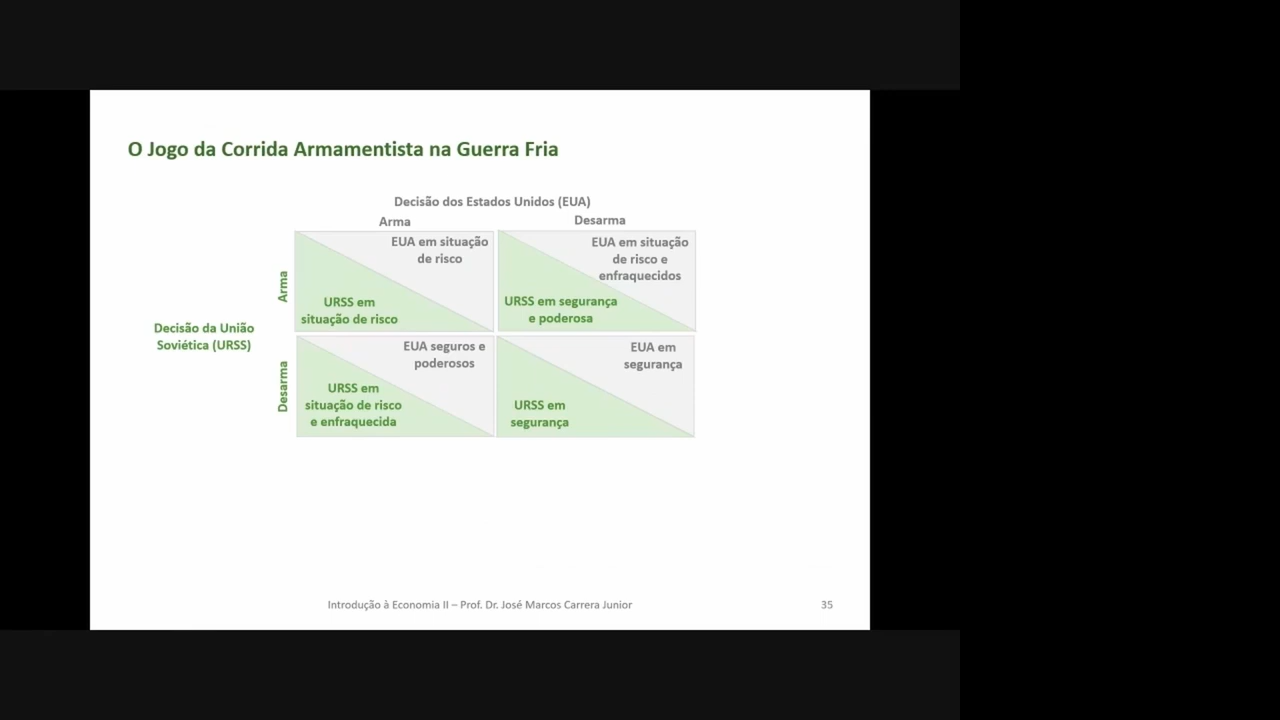 O Jogo da Corrida Armamentista na Guerra Fria
Decisão dos Estados Unidos (EUA)
Arma
Desarma
Decisão da União
Soviética (URSS)
Arma
EUA em situação
de risco
URSS em
situação de risco
EUA em situação
de risco e
enfraquecidos
URSS em segurança
e poderosa
Desarma
EUA seguros e
poderosos
URSS em
situação de risco
e enfraquecida
EUA em
segurança
URSS em
segurança
Introdução à Economia II – Prof. Dr. José Marcos Carrera Junior
35